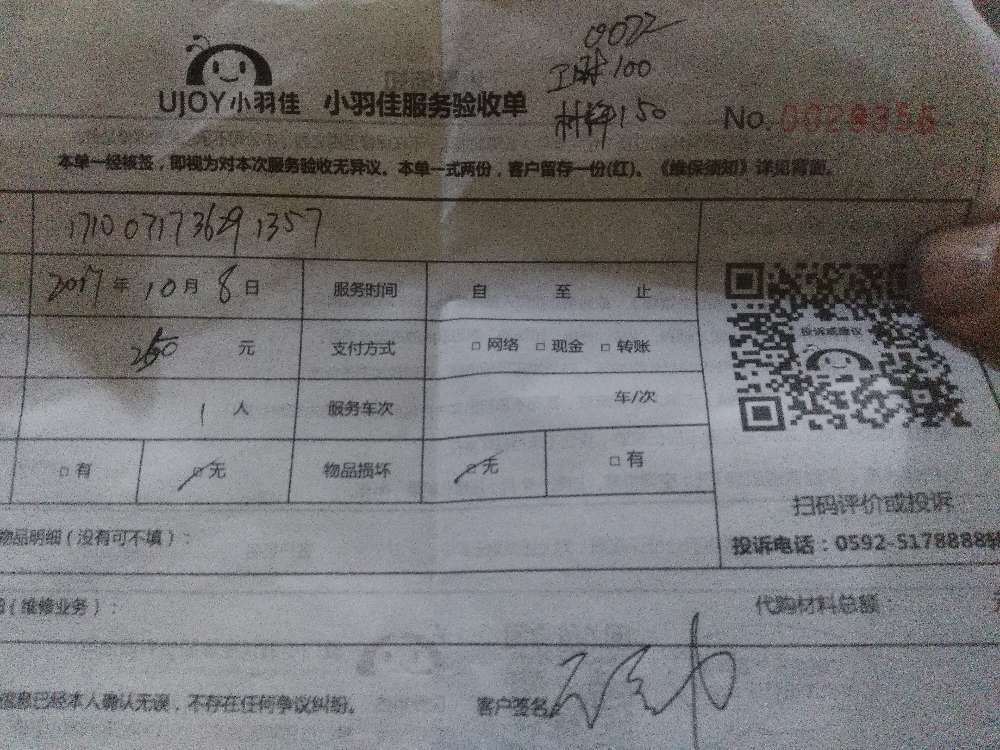 0022
工时100
材料150
UJOY小羽佳 小羽佳服务验收单
No.0029355
本单一经核签，即视为对本次服务验收无异议。本单一式两份，客户留存一份(红)。《维保须知》详见背面。
1710071736291357
2017年10月8日 服务时间 自 至 止
250 元 支付方式 □ 网络 □ 现金 □ 转账
1 人 服务车次 车/次
投诉或建议
□ 有 □ 无 物品损坏 □ 无 □ 有
扫码评价或投诉
物品明细（没有可不填）：
投诉电话：0592-5178888
（维修业务）：
代购材料总额：
信息已经本人确认无误，不存在任何争议纠纷。 客户签名